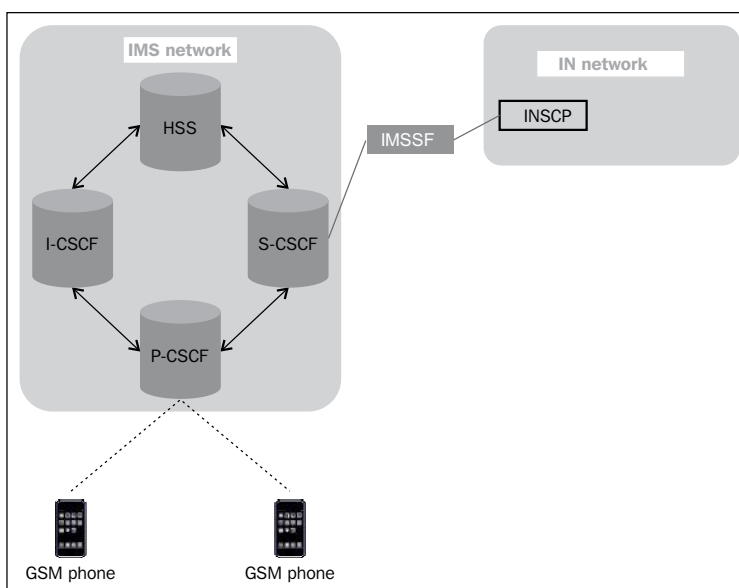 IMS network
IN network
HSS
INSCP
IMSSF
I-CSCF
S-CSCF
P-CSCF
GSM phone
GSM phone